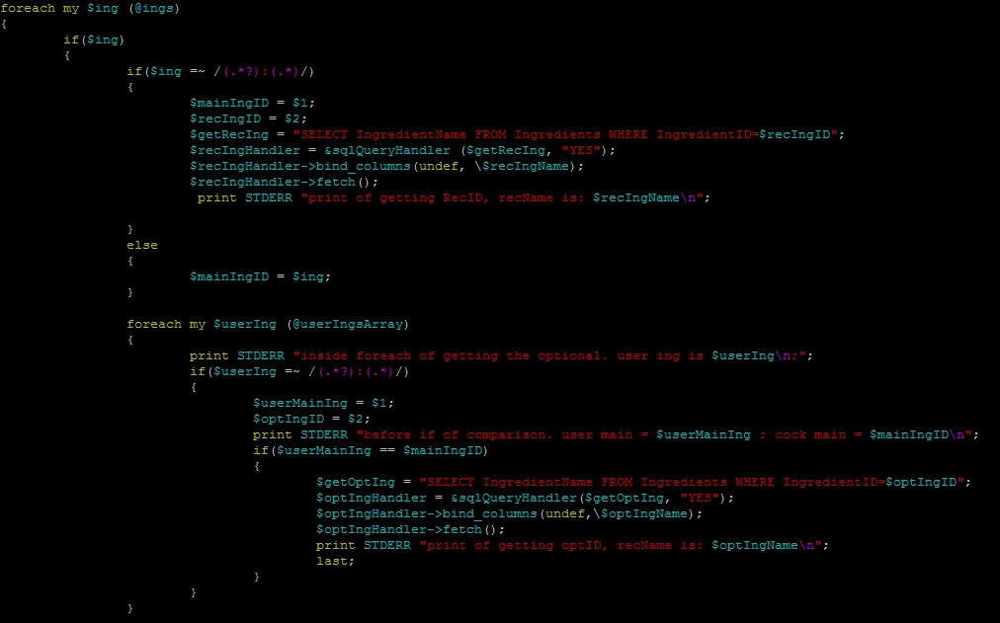 foreach my $ing (@ings)
{
        if($ing)
        {
                if($ing =~ /(.*?):(.*)/)
                {
                        $mainIngID = $1;
                        $recIngID = $2;
                        $getRecIng = "SELECT IngredientName FROM Ingredients WHERE IngredientID=$recIngID";
                        $recIngHandler = &sqlQueryHandler ($getRecIng, "YES");
                        $recIngHandler->bind_columns(undef, \$recIngName);
                        $recIngHandler->fetch();
                         print STDERR "print of getting RecID, recName is: $recIngName\n";

                }
                else
                {
                        $mainIngID = $ing;
                }

                foreach my $userIng (@userIngsArray)
                {
                        print STDERR "inside foreach of getting the optional. user ing is $userIng\n;";
                        if($userIng =~ /(.*?):(.*)/)
                        {
                                $userMainIng = $1;
                                $optIngID = $2;
                                print STDERR "before if of comparison. user main = $userMainIng ; cock main = $mainIngID\n";
                                if($userMainIng == $mainIngID)
                                {
                                        $getOptIng = "SELECT IngredientName FROM Ingredients WHERE IngredientID=$optIngID";
                                        $optIngHandler = &sqlQueryHandler($getOptIng, "YES");
                                        $optIngHandler->bind_columns(undef,\$optIngName);
                                        $optIngHandler->fetch();
                                        print STDERR "print of getting optID, recName is: $optIngName\n";
                                        last;
                                }
                        }
                }